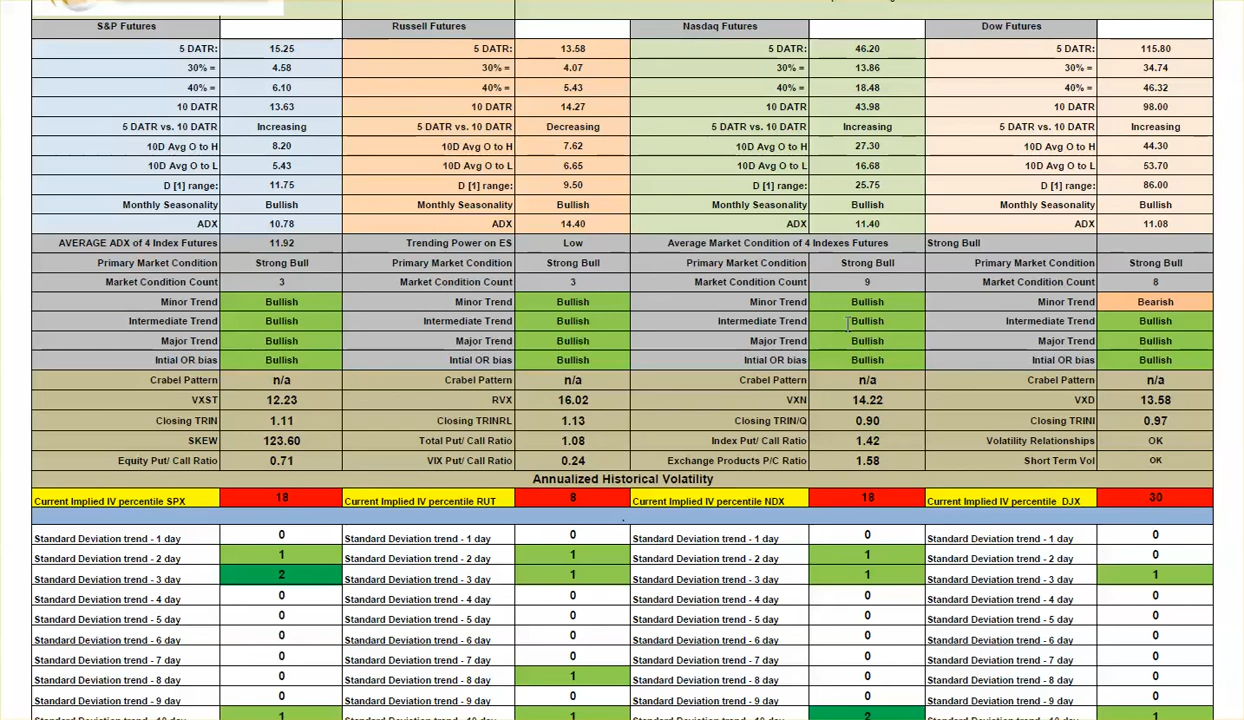 S&P Futures Russell Futures Nasdaq Futures Dow Futures
5 DATR: 15.25 5 DATR: 13.58 5 DATR: 46.20 5 DATR: 115.80
30% = 4.58 30% = 4.07 30% = 13.86 30% = 34.74
40% = 6.10 40% = 5.43 40% = 18.48 40% = 46.32
10 DATR 13.63 10 DATR 14.27 10 DATR 43.98 10 DATR 98.00
5 DATR vs. 10 DATR Increasing 5 DATR vs. 10 DATR Decreasing 5 DATR vs. 10 DATR Increasing 5 DATR vs. 10 DATR Increasing
10D Avg O to H 8.20 10D Avg O to H 7.62 10D Avg O to H 27.30 10D Avg O to H 44.30
10D Avg O to L 5.43 10D Avg O to L 6.65 10D Avg O to L 16.68 10D Avg O to L 53.70
D [1] range: 11.75 D [1] range: 9.50 D [1] range: 25.75 D [1] range: 86.00
Monthly Seasonality Bullish Monthly Seasonality Bullish Monthly Seasonality Bullish Monthly Seasonality Bullish
ADX 10.78 ADX 14.40 ADX 11.40 ADX 11.08
AVERAGE ADX of 4 Index Futures 11.92 Trending Power on ES Low Average Market Condition of 4 Indexes Futures Strong Bull
Primary Market Condition Strong Bull Primary Market Condition Strong Bull Primary Market Condition Strong Bull Primary Market Condition Strong Bull
Market Condition Count 3 Market Condition Count 3 Market Condition Count 9 Market Condition Count 8
Minor Trend Bullish Minor Trend Bullish Minor Trend Bullish Minor Trend Bearish
Intermediate Trend Bullish Intermediate Trend Bullish Intermediate Trend Bullish Intermediate Trend Bullish
Major Trend Bullish Major Trend Bullish Major Trend Bullish Major Trend Bullish
Intial OR bias Bullish Intial OR bias Bullish Intial OR bias Bullish Intial OR bias Bullish
Crabel Pattern n/a Crabel Pattern n/a Crabel Pattern n/a Crabel Pattern n/a
VXST 12.23 RVX 16.02 VXN 14.22 VXD 13.58
Closing TRIN 1.11 Closing TRINRL 1.13 Closing TRIN/Q 0.90 Closing TRINI 0.97
SKEW 123.60 Total Put/ Call Ratio 1.08 Index Put/ Call Ratio 1.42 Volatility Relationships OK
Equity Put/ Call Ratio 0.71 VIX Put/ Call Ratio 0.24 Exchange Products P/C Ratio 1.58 Short Term Vol OK
Annualized Historical Volatility
Current Implied IV percentile SPX 18 Current Implied IV percentile RUT 8 Current Implied IV percentile NDX 18 Current Implied IV percentile DJX 30
.
Standard Deviation trend - 1 day 0 Standard Deviation trend - 1 day 0 Standard Deviation trend - 1 day 0 Standard Deviation trend - 1 day 0
Standard Deviation trend - 2 day 1 Standard Deviation trend - 2 day 1 Standard Deviation trend - 2 day 1 Standard Deviation trend - 2 day 0
Standard Deviation trend - 3 day 2 Standard Deviation trend - 3 day 1 Standard Deviation trend - 3 day 1 Standard Deviation trend - 3 day 1
Standard Deviation trend - 4 day 0 Standard Deviation trend - 4 day 0 Standard Deviation trend - 4 day 0 Standard Deviation trend - 4 day 0
Standard Deviation trend - 5 day 0 Standard Deviation trend - 5 day 0 Standard Deviation trend - 5 day 0 Standard Deviation trend - 5 day 0
Standard Deviation trend - 6 day 0 Standard Deviation trend - 6 day 0 Standard Deviation trend - 6 day 0 Standard Deviation trend - 6 day 0
Standard Deviation trend - 7 day 0 Standard Deviation trend - 7 day 0 Standard Deviation trend - 7 day 0 Standard Deviation trend - 7 day 0
Standard Deviation trend - 8 day 0 Standard Deviation trend - 8 day 1 Standard Deviation trend - 8 day 0 Standard Deviation trend - 8 day 0
Standard Deviation trend - 9 day 0 Standard Deviation trend - 9 day 0 Standard Deviation trend - 9 day 0 Standard Deviation trend - 9 day 0
Standard Deviation trend - 10 day 1 Standard Deviation trend - 10 day 1 Standard Deviation trend - 10 day 2 Standard Deviation trend - 10 day 1